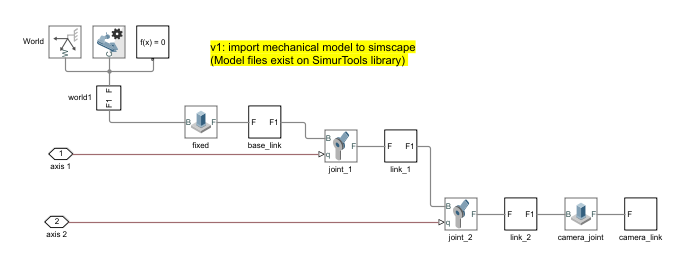 World
W
C
f(x) = 0
v1: import mechanical model to simscape
(Model files exist on SimurTools library)
world1
F1 F
B F
fixed
F F1
base_link
B
q
F
joint_1
F F1
link_1
1
axis 1
2
axis 2
B
q
F
joint_2
F F1
link_2
B F
camera_joint
F
camera_link